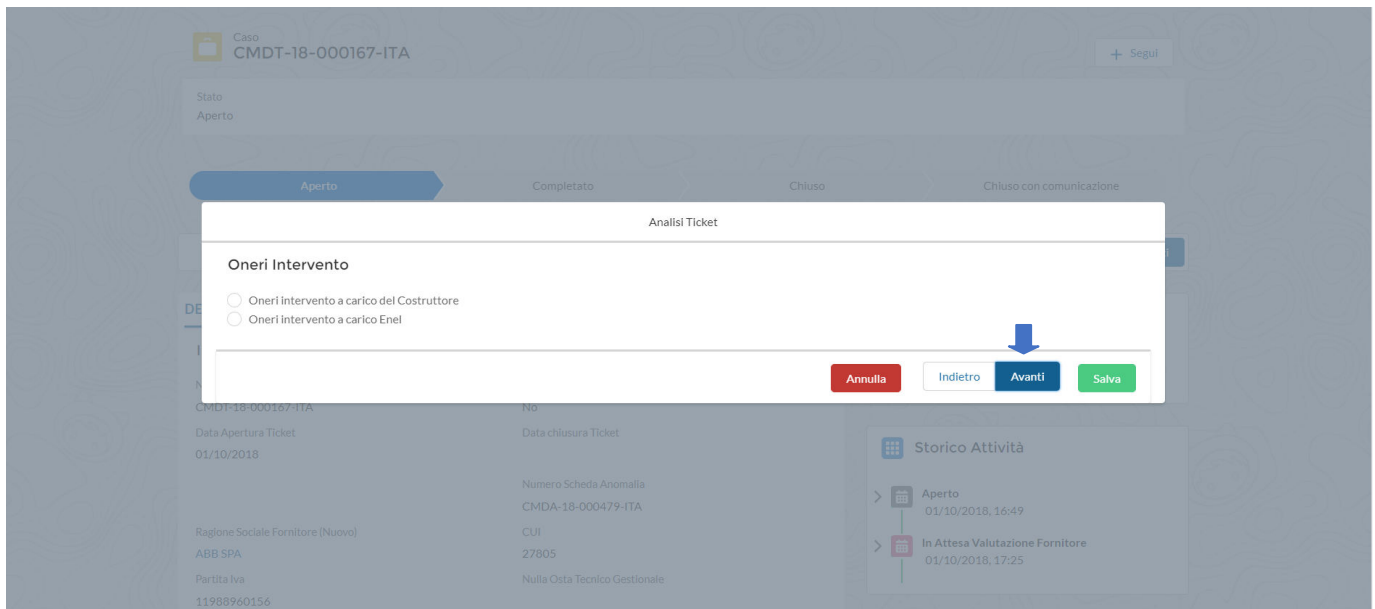 Caso
CMDT-18-000167-ITA
+ Segui
Stato
Aperto
Aperto
Completato
Chiuso
Chiuso con comunicazione
Analisi Ticket
Oneri Intervento
DE
Oneri intervento a carico del Costruttore
Oneri intervento a carico Enel
Annulla
Indietro
Avanti
Salva
CMDT-18-000167-ITA
No
Data Apertura Ticket
Data chiusura Ticket
01/10/2018
Numero Scheda Anomalia
CMDA-18-000479-ITA
Ragione Sociale Fornitore (Nuovo)
CUI
ABB SPA
27805
Partita Iva
Nulla Osta Tecnico Gestionale
11988960156
Storico Attività
Aperto
01/10/2018, 16:49
In Attesa Valutazione Fornitore
01/10/2018, 17:25